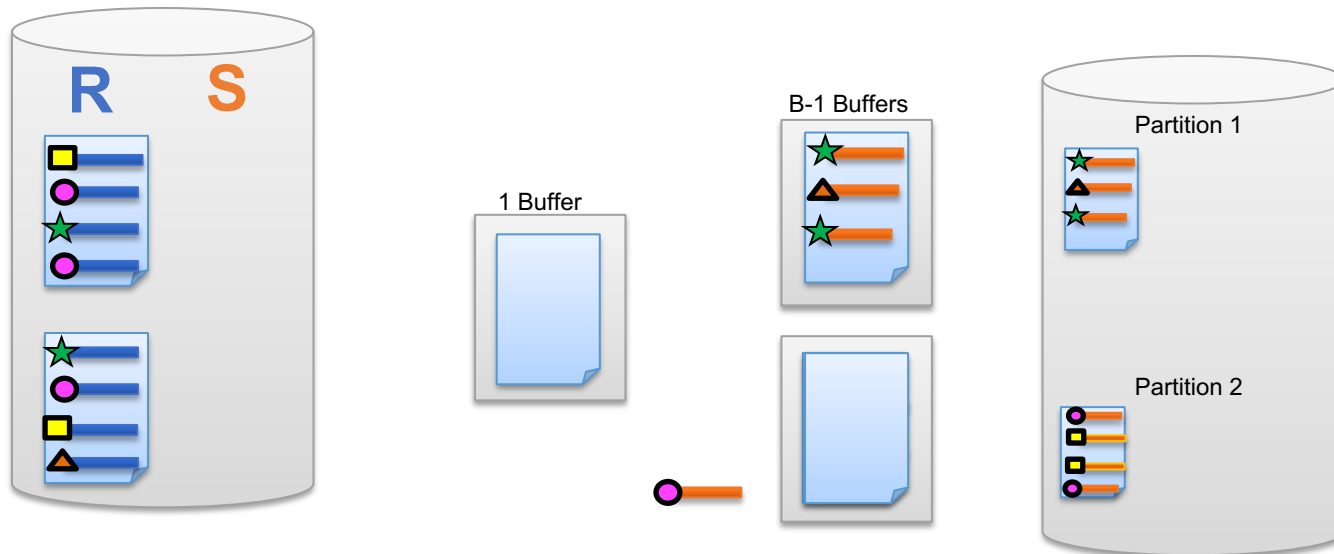 R S
1 Buffer
B-1 Buffers
Partition 1
Partition 2